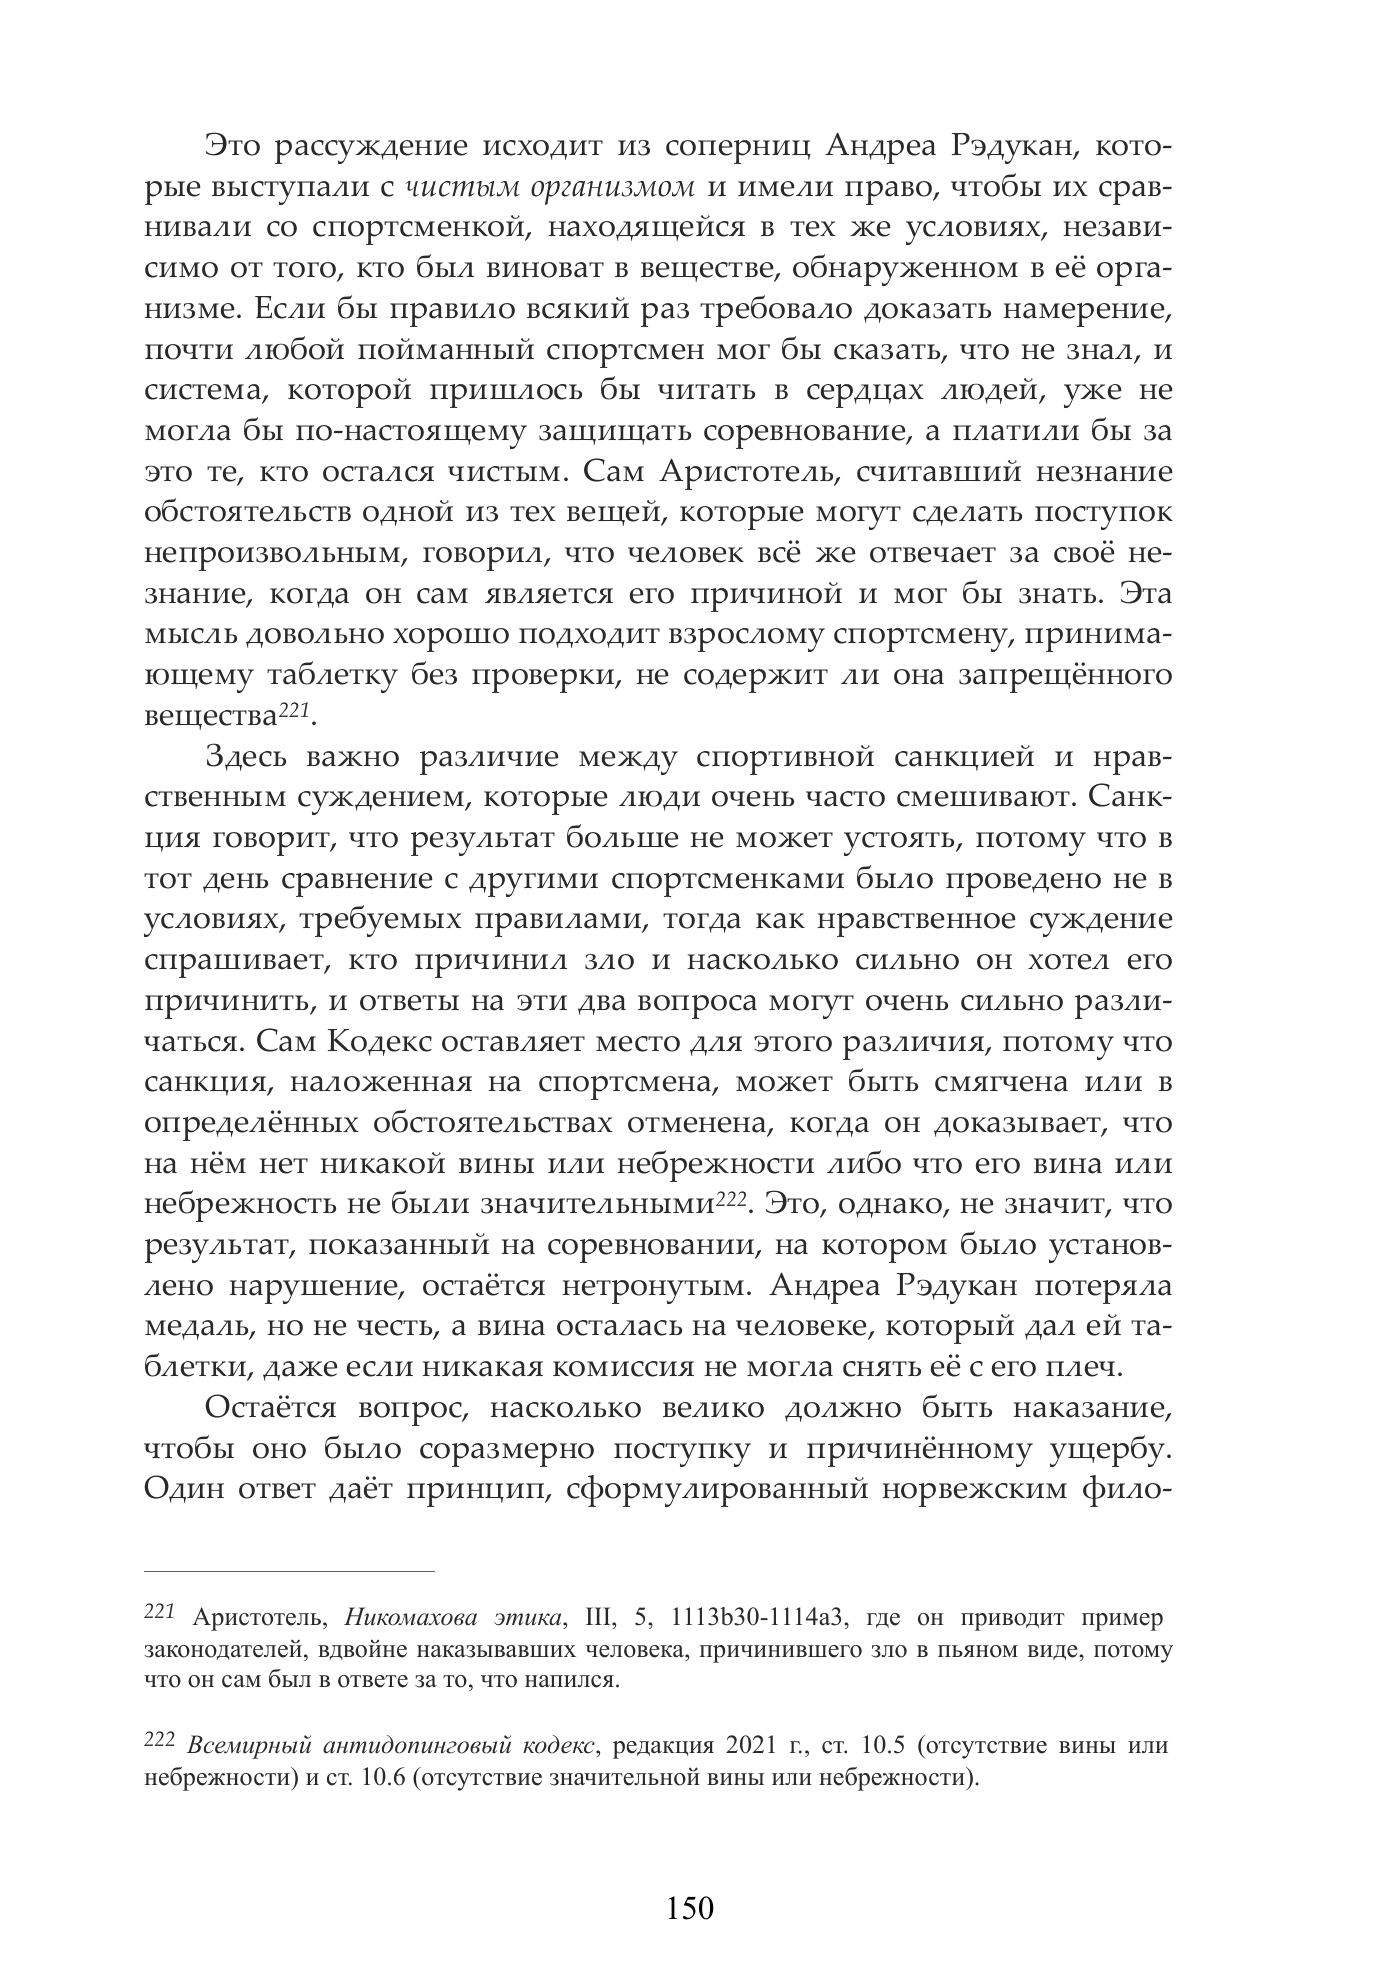 Это рассуждение исходит из соперниц Андреа Рэдукан, кото-
рые выступали с чистым организмом и имели право, чтобы их срав-
нивали со спортсменкой, находящейся в тех же условиях, незави-
симо от того, кто был виноват в веществе, обнаруженном в её орга-
низме. Если бы правило всякий раз требовало доказать намерение,
почти любой пойманный спортсмен мог бы сказать, что не знал, и
система, которой пришлось бы читать в сердцах людей, уже не
могла бы по-настоящему защищать соревнование, а платили бы за
это те, кто остался чистым. Сам Аристотель, считавший незнание
обстоятельств одной из тех вещей, которые могут сделать поступок
непроизвольным, говорил, что человек всё же отвечает за своё не-
знание, когда он сам является его причиной и мог бы знать. Эта
мысль довольно хорошо подходит взрослому спортсмену, принима-
ющему таблетку без проверки, не содержит ли она запрещённого
вещества221.
Здесь важно различие между спортивной санкцией и нрав-
ственным суждением, которые люди очень часто смешивают. Санк-
ция говорит, что результат больше не может устоять, потому что в
тот день сравнение с другими спортсменками было проведено не в
условиях, требуемых правилами, тогда как нравственное суждение
спрашивает, кто причинил зло и насколько сильно он хотел его
причинить, и ответы на эти два вопроса могут очень сильно разли-
чаться. Сам Кодекс оставляет место для этого различия, потому что
санкция, наложенная на спортсмена, может быть смягчена или в
определённых обстоятельствах отменена, когда он доказывает, что
на нём нет никакой вины или небрежности либо что его вина или
небрежность не были значительными222. Это, однако, не значит, что
результат, показанный на соревновании, на котором было установ-
лено нарушение, остаётся нетронутым. Андреа Рэдукан потеряла
медаль, но не честь, а вина осталась на человеке, который дал ей та-
блетки, даже если никакая комиссия не могла снять её с его плеч.
Остаётся вопрос, насколько велико должно быть наказание,
чтобы оно было соразмерно поступку и причинённому ущербу.
Один ответ даёт принцип, сформулированный норвежским фило-
221 Аристотель, Никомахова этика, III, 5, 1113b30-1114a3, где он приводит пример
законодателей, вдвойне наказывавших человека, причинившего зло в пьяном виде, потому
что он сам был в ответе за то, что напился.
222 Всемирный антидопинговый кодекс, редакция 2021 г., ст. 10.5 (отсутствие вины или
небрежности) и ст. 10.6 (отсутствие значительной вины или небрежности).
150